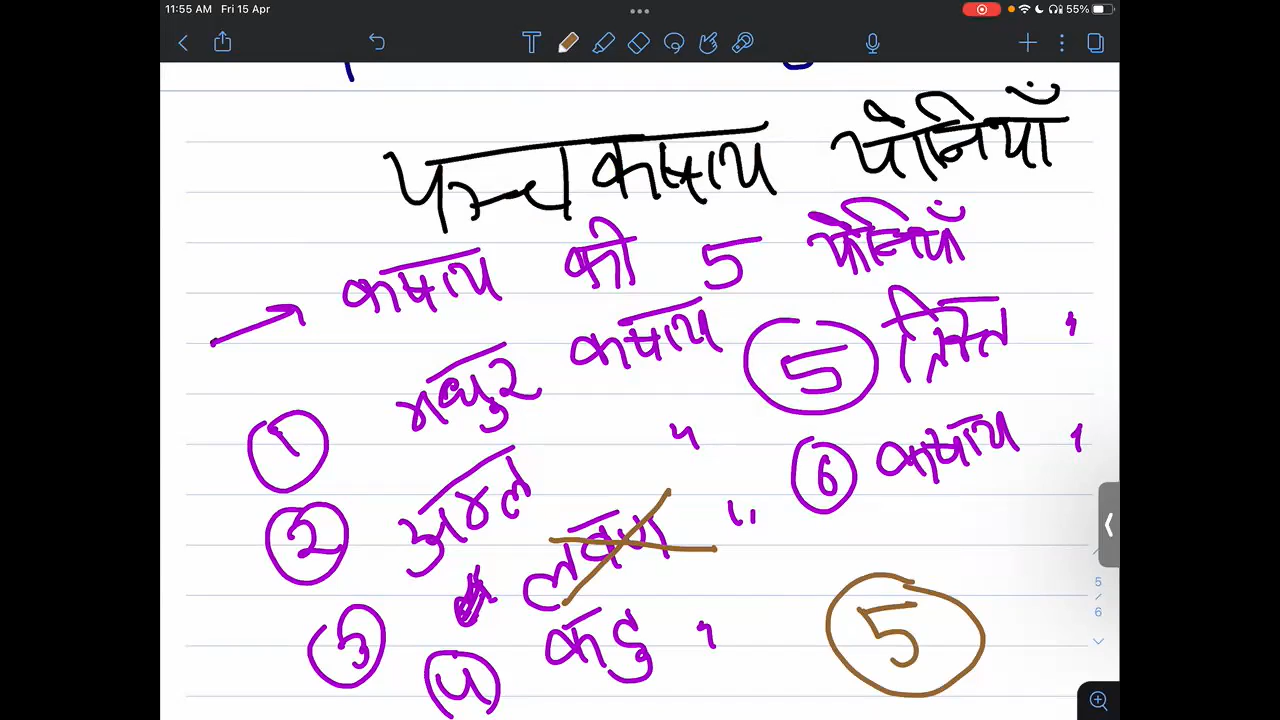 11:55 AM Fri 15 Apr
55%
पञ्च कषाय योनियाँ
→ कषाय की 5 योनियाँ
① मधुर कषाय
② अम्ल "
③ लवण "
④ कटु "
⑤ तिक्त "
⑥ कषाय "
5
5
/
6